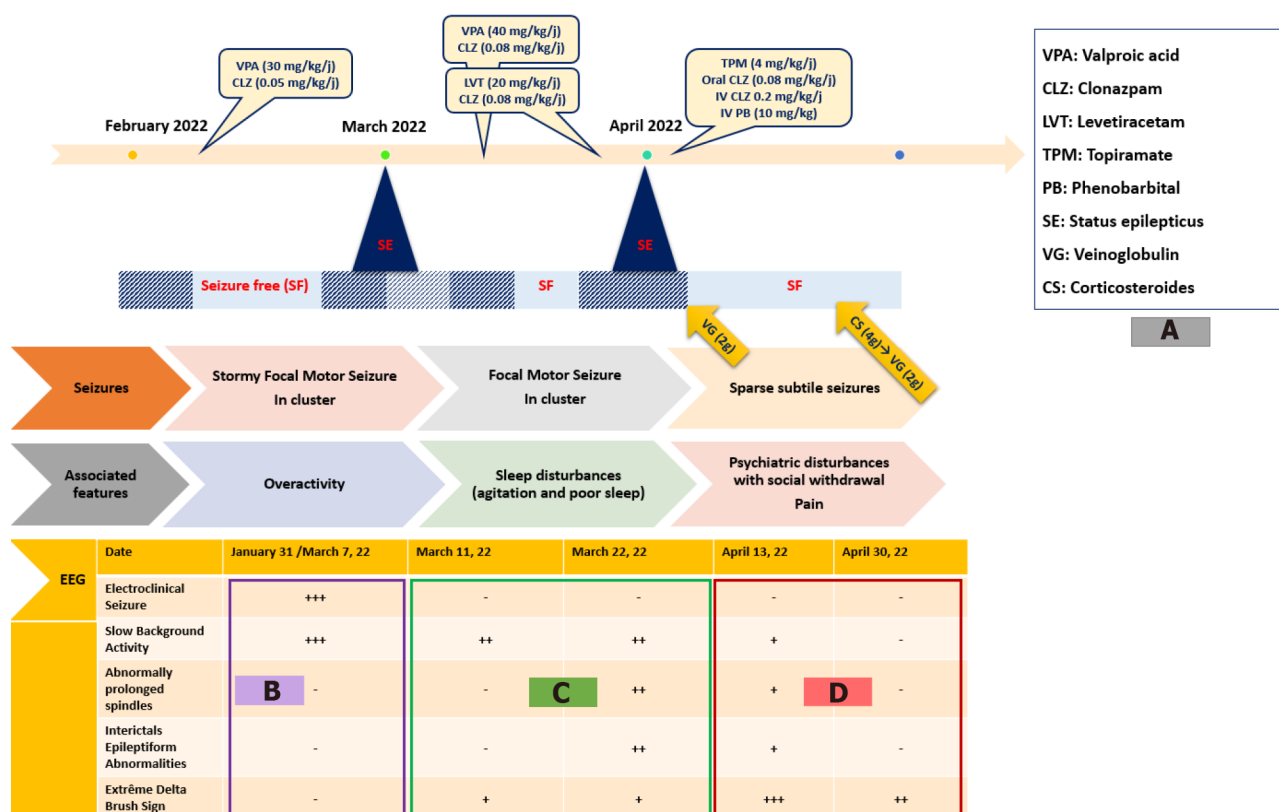 VPA (30 mg/kg/j)
CLZ (0.05 mg/kg/j)
VPA (40 mg/kg/j)
CLZ (0.08 mg/kg/j)
LVT (20 mg/kg/j)
CLZ (0.08 mg/kg/j)
TPM (4 mg/kg/j)
Oral CLZ (0.08 mg/kg/j)
IV CLZ 0.2 mg/kg/j
IV PB (10 mg/kg)
February 2022
March 2022
April 2022
VPA: Valproic acid
CLZ: Clonazpam
LVT: Levetiracetam
TPM: Topiramate
PB: Phenobarbital
SE: Status epilepticus
VG: Veinoglobulin
CS: Corticosteroides
A
SE
SE
Seizure free (SF)
SF
SF
VG (2g)
CS (4g)→ VG (2g)
Seizures
Stormy Focal Motor Seizure
In cluster
Focal Motor Seizure
In cluster
Sparse subtile seizures
Associated
features
Overactivity
Sleep disturbances
(agitation and poor sleep)
Psychiatric disturbances
with social withdrawal
Pain
EEG
Date January 31 /March 7, 22 March 11, 22 March 22, 22 April 13, 22 April 30, 22
Electroclinical
Seizure
+++ - - - -
Slow Background
Activity
+++ ++ ++ + -
Abnormally
prolonged
spindles
B - - C ++ + D -
Interictals
Epileptiform
Abnormalities
- - ++ + -
Extrême Delta
Brush Sign
- + + +++ ++